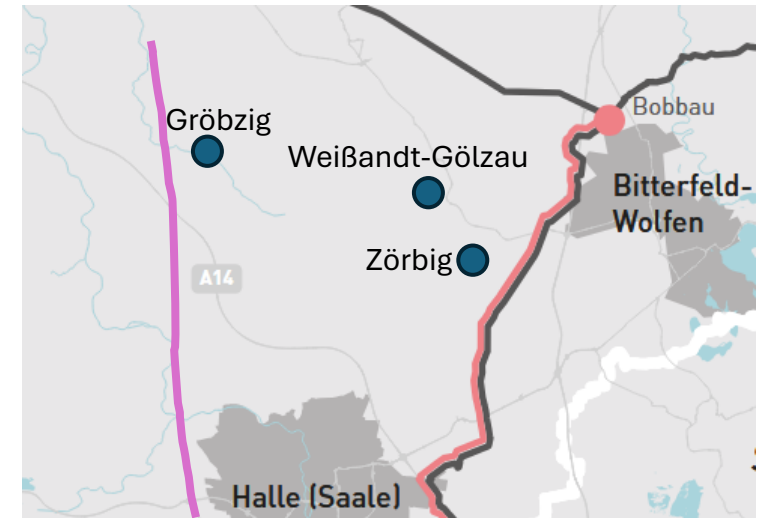 Gröbzig
Bobbau
Weißandt-Gölzau
Bitterfeld-
Wolfen
Zörbig
A14
Halle (Saale)